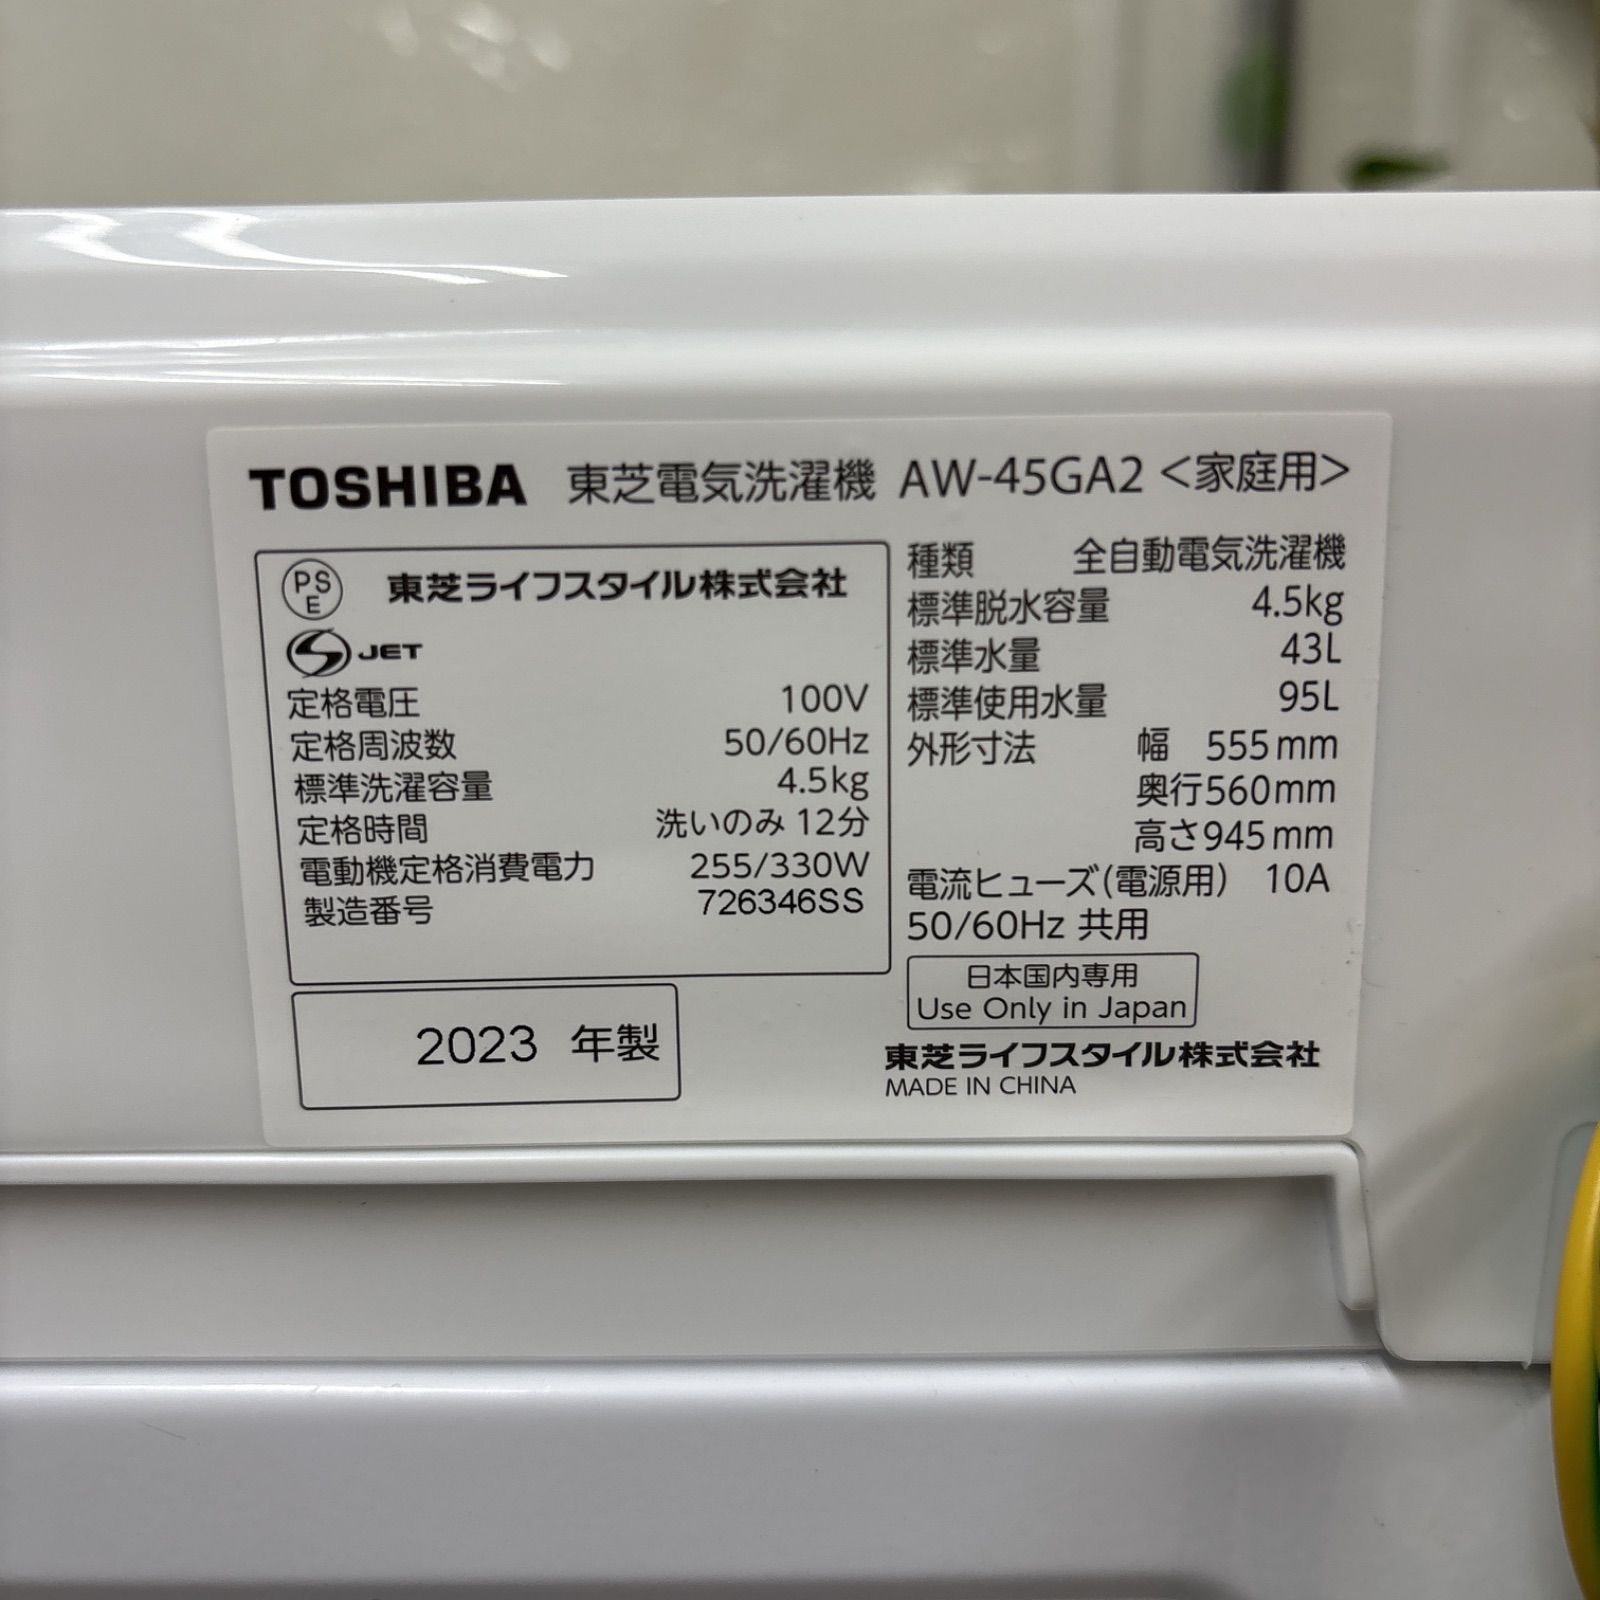 TOSHIBA 東芝電気洗濯機 AW-45GA2 <家庭用>
PSE 東芝ライフスタイル株式会社
S JET
定格電圧 100V
定格周波数 50/60Hz
標準洗濯容量 4.5kg
定格時間 洗いのみ 12分
電動機定格消費電力 255/330W
製造番号 726346SS
2023 年製
種類 全自動電気洗濯機
標準脱水容量 4.5kg
標準水量 43L
標準使用水量 95L
外形寸法 幅 555mm
奥行560mm
高さ945mm
電流ヒューズ(電源用) 10A
50/60Hz 共用
日本国内専用
Use Only in Japan
東芝ライフスタイル株式会社
MADE IN CHINA